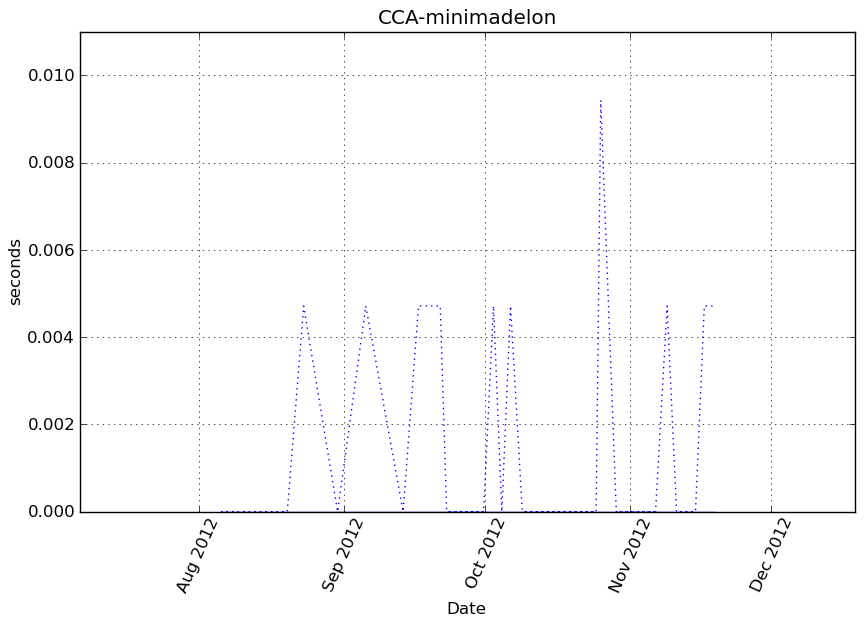 CCA-minimadelon
0.010
0.008
0.006
0.004
0.002
0.000
seconds
Aug 2012
Sep 2012
Oct 2012
Nov 2012
Dec 2012
Date